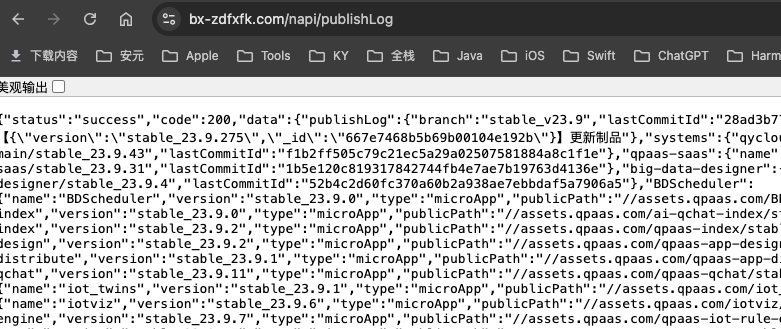 bx-zdfxfk.com/napi/publishLog
下载内容 安元 Apple Tools KY 全栈 Java iOS Swift ChatGPT Harm
美观输出
{"status":"success","code":200,"data":{"publishLog":{"branch":"stable_v23.9","lastCommitId":"28ad3b7
【{\"version\":\"stable_23.9.275\",\"_id\":\"667e7468b5b69b00104e192b\"}】更新制品"},"systems":{"qyclou
main/stable_23.9.43","lastCommitId":"f1b2ff505c79c21ec5a29a02507581884a8c1f1e"},"qpaas-saas":{"name"
saas/stable_23.9.31","lastCommitId":"1b5e120c819317842744fb4e7ae7b19763d4136e"},"big-data-designer":
designer/stable_23.9.4","lastCommitId":"52b4c2d60fc370a60b2a938ae7ebbdaf5a7906a5"},"BDScheduler":
{"name":"BDScheduler","version":"stable_23.9.0","type":"microApp","publicPath":"//assets.qpaas.com/B
index","version":"stable_23.9.0","type":"microApp","publicPath":"//assets.qpaas.com/ai-qchat-index/s
index","version":"stable_23.9.2","type":"microApp","publicPath":"//assets.qpaas.com/qpaas-index/stab
design","version":"stable_23.9.2","type":"microApp","publicPath":"//assets.qpaas.com/qpaas-app-desig
distribute","version":"stable_23.9.1","type":"microApp","publicPath":"//assets.qpaas.com/qpaas-app-d
qchat","version":"stable_23.9.11","type":"microApp","publicPath":"//assets.qpaas.com/qpaas-qchat/sta
{"name":"iot_twins","version":"stable_23.9.1","type":"microApp","publicPath":"//assets.qpaas.com/iot_
{"name":"iotviz","version":"stable_23.9.6","type":"microApp","publicPath":"//assets.qpaas.com/iotviz/
engine","version":"stable_23.9.7","type":"microApp","publicPath":"//assets.qpaas.com/qpaas-iot-rule-